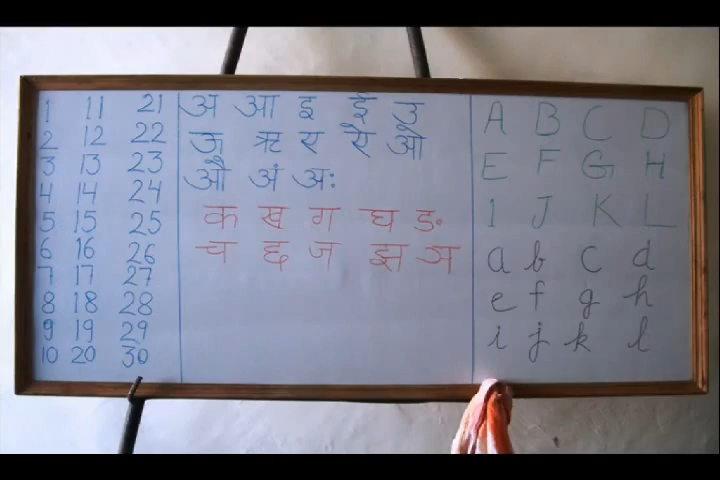 1 11 21
2 12 22
3 13 23
4 14 24
5 15 25
6 16 26
7 17 27
8 18 28
9 19 29
10 20 30
अ आ इ ई उ
ऊ ऋ ए ऐ ओ
औ अं अः
क ख ग घ ङ
च छ ज झ ञ
A B C D
E F G H
I J K L
a b c d
e f g h
i j k l